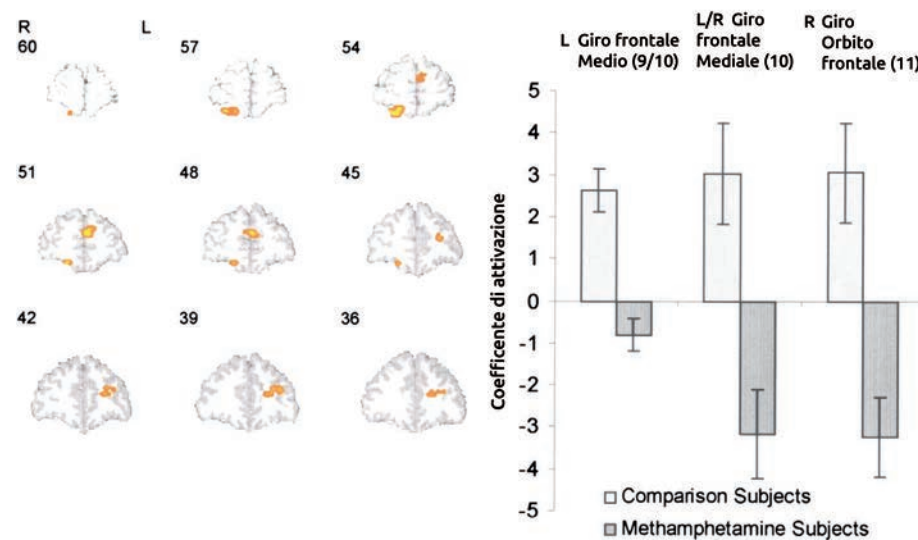 R L
60 57 54
51 48 45
42 39 36
L Giro frontale
Medio (9/10)
L/R Giro
frontale
Mediale (10)
R Giro
Orbito
frontale (11)
Coefficente di attivazione
5
4
3
2
1
0
-1
-2
-3
-4
-5
Comparison Subjects
Methamphetamine Subjects